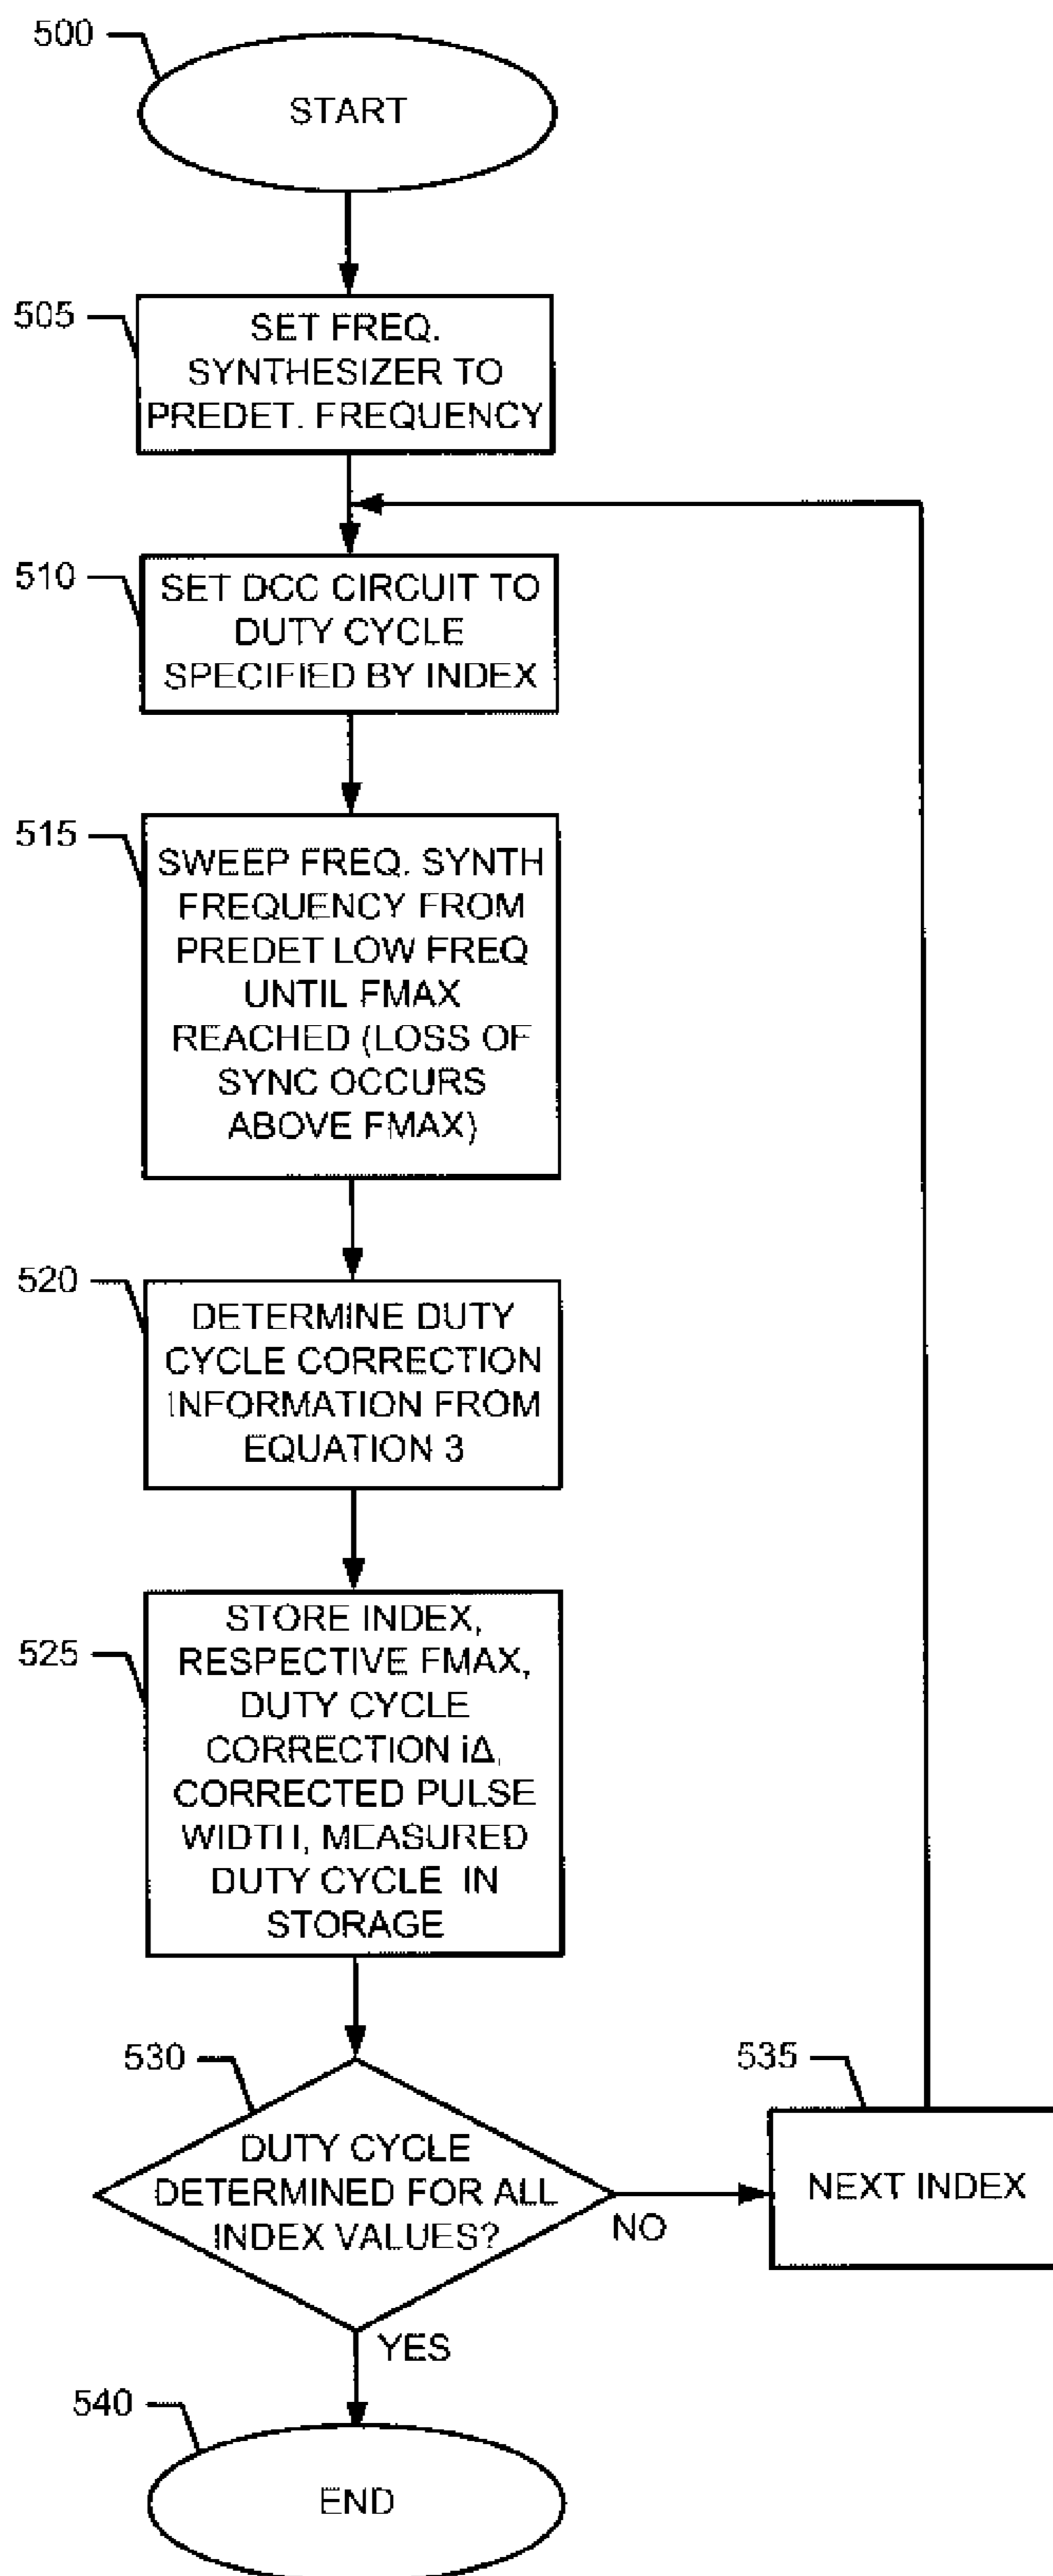 500
START
505
SET FREQ.
SYNTHESIZER TO
PREDET. FREQUENCY
510
SET DCC CIRCUIT TO
DUTY CYCLE
SPECIFIED BY INDEX
515
SWEEP FREQ. SYNTH
FREQUENCY FROM
PREDET LOW FREQ
UNTIL FMAX
REACHED (LOSS OF
SYNC OCCURS
ABOVE FMAX)
520
DETERMINE DUTY
CYCLE CORRECTION
INFORMATION FROM
EQUATION 3
525
STORE INDEX,
RESPECTIVE FMAX,
DUTY CYCLE
CORRECTION iΔ,
CORRECTED PULSE
WIDTH, MEASURED
DUTY CYCLE IN
STORAGE
530
DUTY CYCLE
DETERMINED FOR ALL
INDEX VALUES?
NO
535
NEXT INDEX
YES
540
END